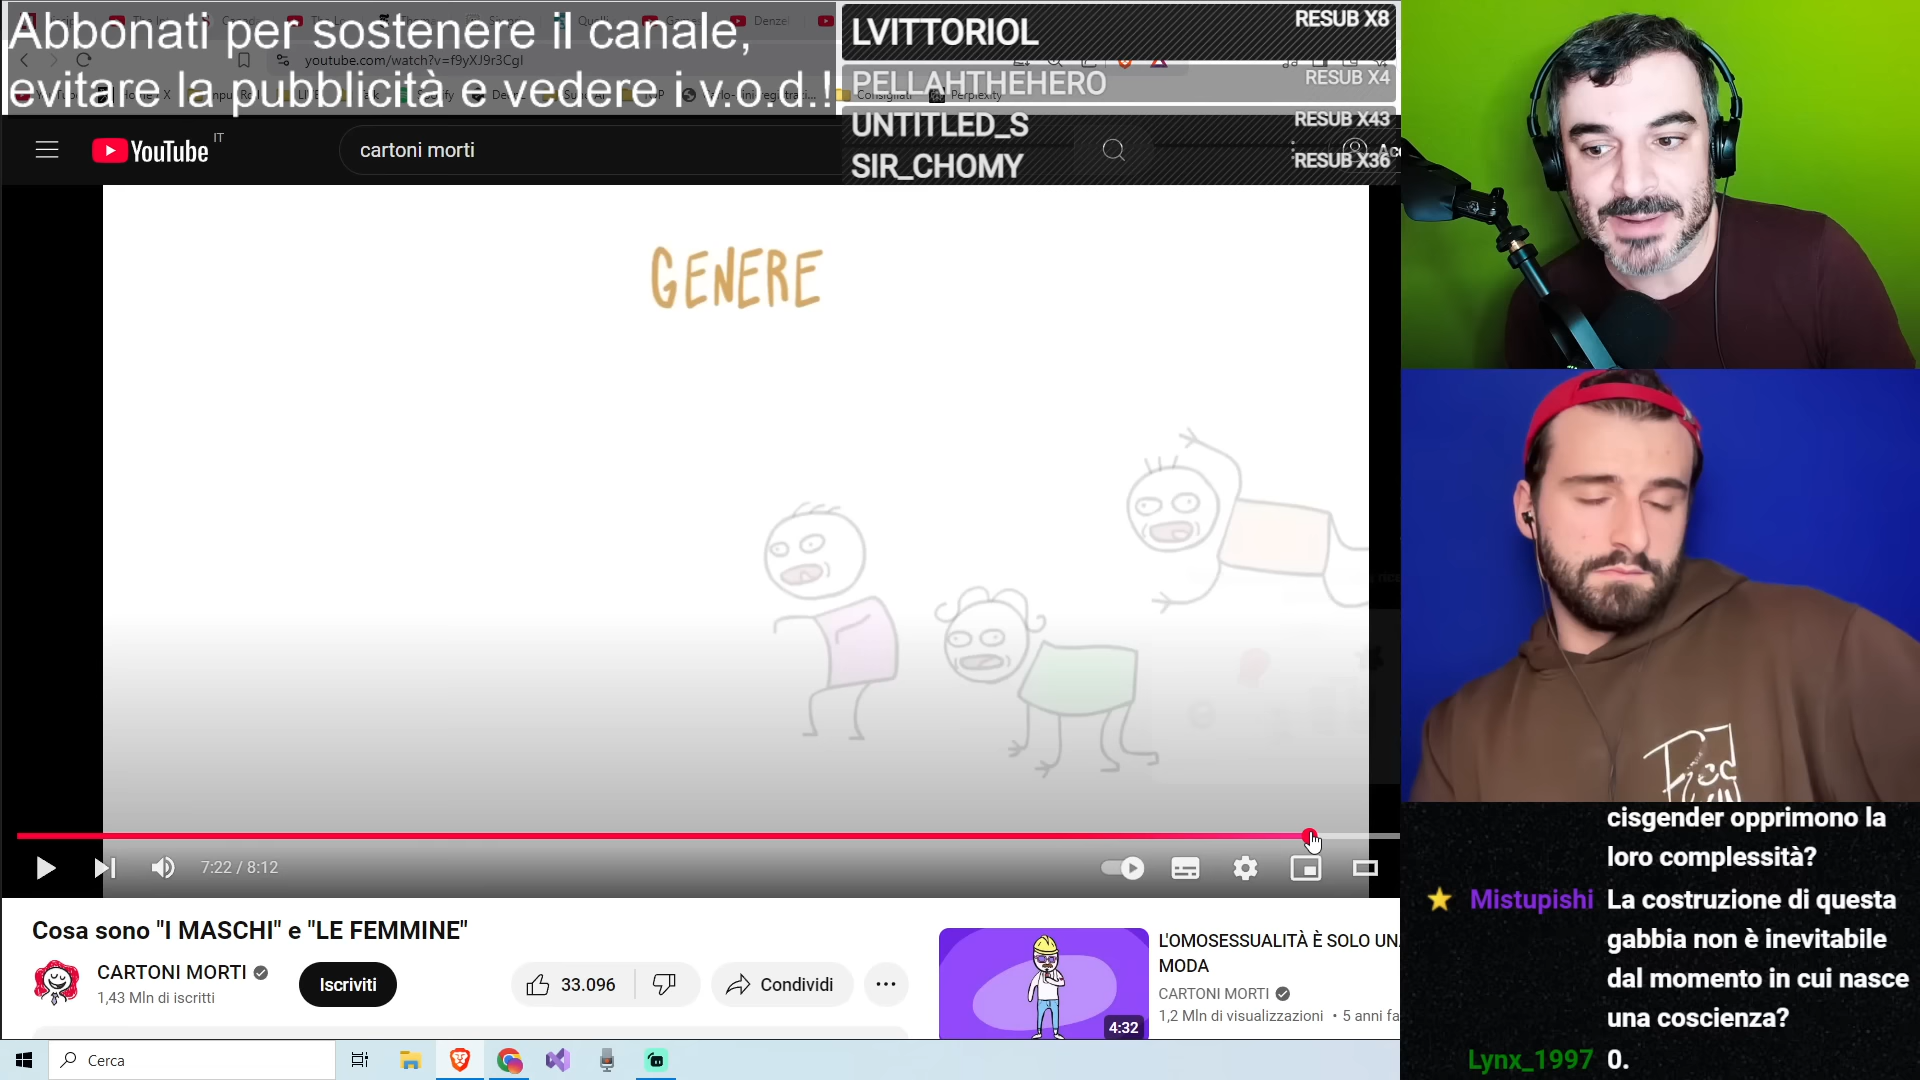 Abbonati per sostenere il canale,
evitare la pubblicità e vedere i v.o.d.!
youtube.com/watch?v=f9yXJ9r3CgI
LVITTORIOL RESUB X8
PELLAHTHEHERO RESUB X4
UNTITLED_S RESUB X43
SIR_CHOMY RESUB X36
Perplexity
YouTube IT
cartoni morti
GENERE
7:22 / 8:12
Cosa sono "I MASCHI" e "LE FEMMINE"
CARTONI MORTI
1,43 Mln di iscritti
Iscriviti
33.096
Condividi
4:32
L'OMOSESSUALITÀ È SOLO UN
MODA
CARTONI MORTI
1,2 Mln di visualizzazioni • 5 anni fa
Cerca
cisgender opprimono la
loro complessità?
Mistupishi La costruzione di questa
gabbia non è inevitabile
dal momento in cui nasce
una coscienza?
Lynx_1997 0.